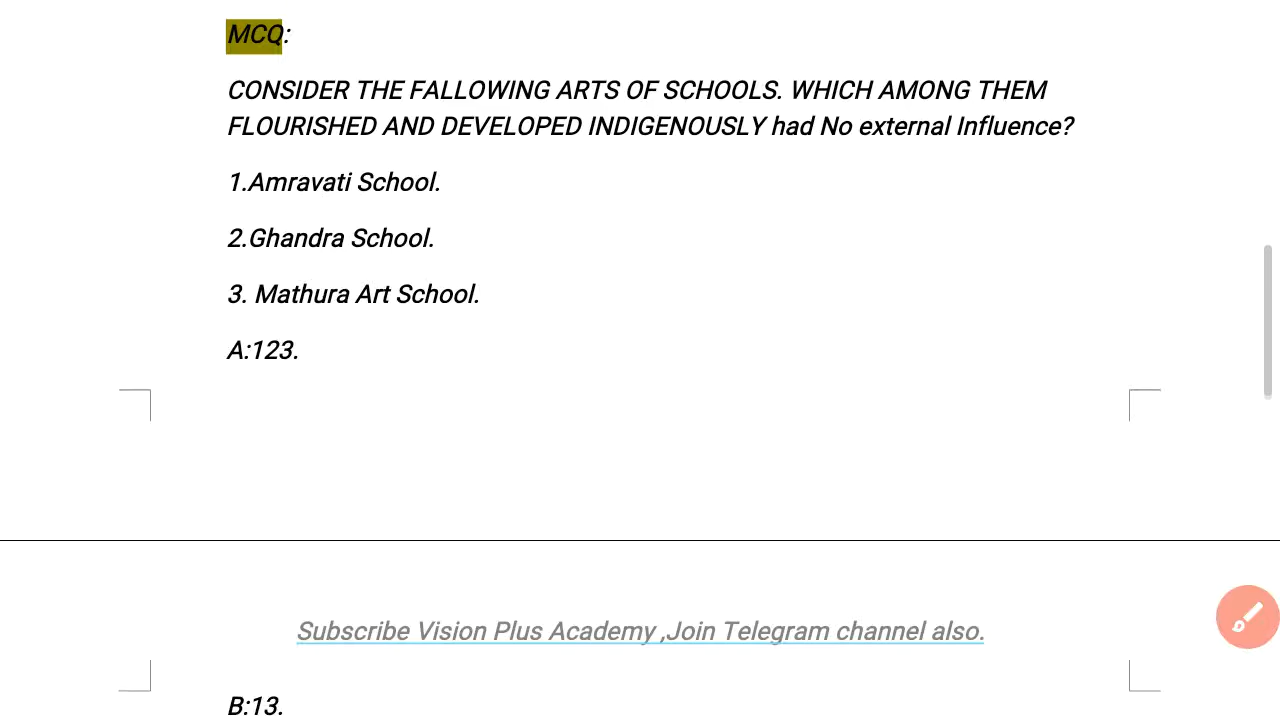 MCQ:
CONSIDER THE FALLOWING ARTS OF SCHOOLS. WHICH AMONG THEM
FLOURISHED AND DEVELOPED INDIGENOUSLY had No external Influence?
1.Amravati School.
2.Ghandra School.
3. Mathura Art School.
A:123.
Subscribe Vision Plus Academy ,Join Telegram channel also.
B:13.